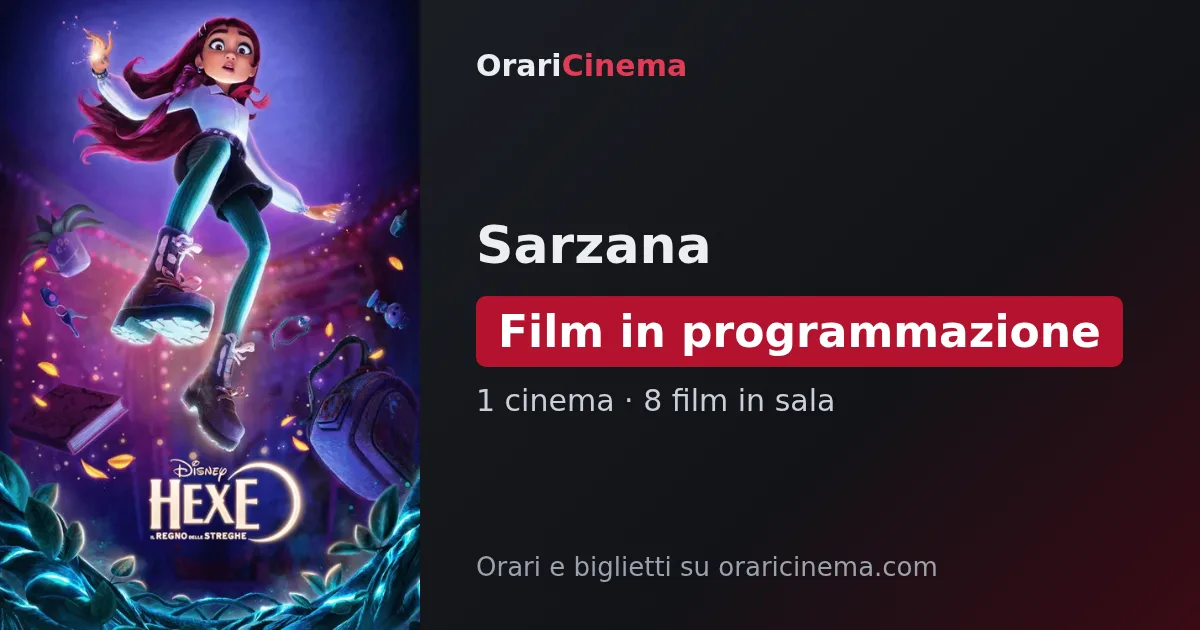 OrariCinema
Sarzana
Film in programmazione
1 cinema · 8 film in sala
Orari e biglietti su oraricinema.com
Disney
HEXE
IL REGNO DELLE STREGHE